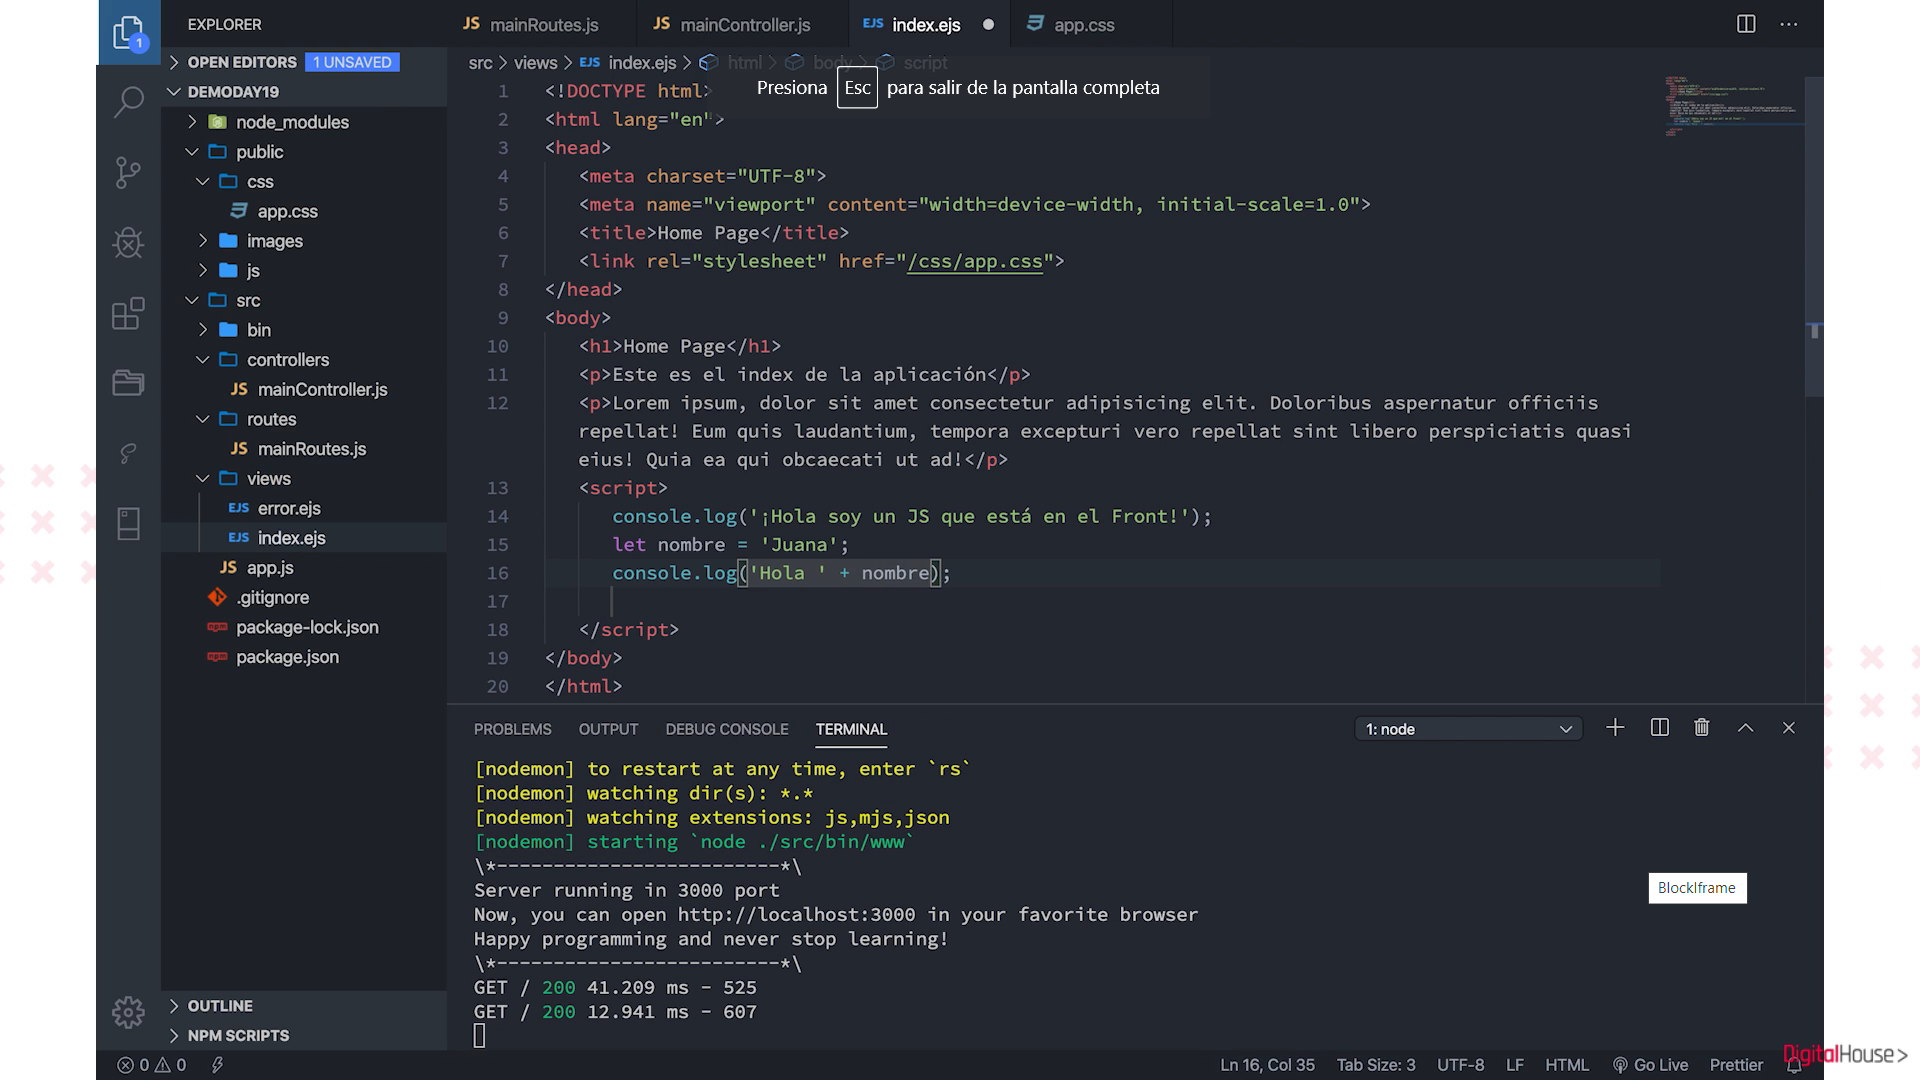 EXPLORER
JS mainRoutes.js
JS mainController.js
EJS index.ejs
app.css
OPEN EDITORS 1 UNSAVED
DEMODAY19
node_modules
public
css
app.css
images
js
src
bin
controllers
JS mainController.js
routes
JS mainRoutes.js
views
EJS error.ejs
EJS index.ejs
JS app.js
.gitignore
package-lock.json
package.json
OUTLINE
NPM SCRIPTS
src > views > EJS index.ejs > html > body > script
Presiona Esc para salir de la pantalla completa
1 <!DOCTYPE html>
2 <html lang="en">
3 <head>
4 <meta charset="UTF-8">
5 <meta name="viewport" content="width=device-width, initial-scale=1.0">
6 <title>Home Page</title>
7 <link rel="stylesheet" href="/css/app.css">
8 </head>
9 <body>
10 <h1>Home Page</h1>
11 <p>Este es el index de la aplicación</p>
12 <p>Lorem ipsum, dolor sit amet consectetur adipisicing elit. Doloribus aspernatur officiis
repellat! Eum quis laudantium, tempora excepturi vero repellat sint libero perspiciatis quasi
eius! Quia ea qui obcaecati ut ad!</p>
13 <script>
14 console.log('¡Hola soy un JS que está en el Front!');
15 let nombre = 'Juana';
16 console.log('Hola ' + nombre);
17
18 </script>
19 </body>
20 </html>
PROBLEMS OUTPUT DEBUG CONSOLE TERMINAL
1: node
[nodemon] to restart at any time, enter `rs`
[nodemon] watching dir(s): *.*
[nodemon] watching extensions: js,mjs,json
[nodemon] starting `node ./src/bin/www`
\*-------------------------*\
Server running in 3000 port
Now, you can open http://localhost:3000 in your favorite browser
Happy programming and never stop learning!
\*-------------------------*\
GET / 200 41.209 ms - 525
GET / 200 12.941 ms - 607
BlockIframe
0 0
Ln 16, Col 35 Tab Size: 3 UTF-8 LF HTML Go Live Prettier
DigitalHouse>